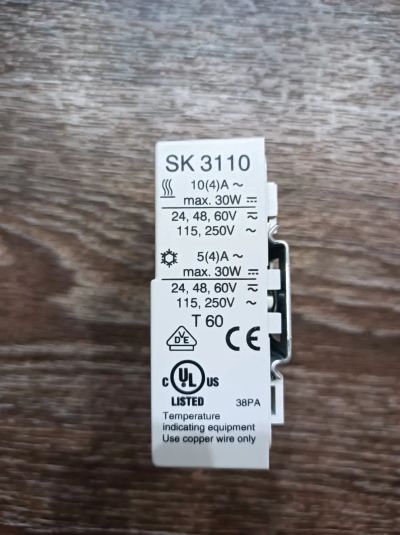 SK 3110
10(4)A ~
max. 30W ⎓
24, 48, 60V ⎓
115, 250V ~
5(4)A ~
max. 30W ⎓
24, 48, 60V ⎓
115, 250V ~
T 60
VDE CE
C UL US
LISTED
38PA
Temperature
indicating equipment
Use copper wire only